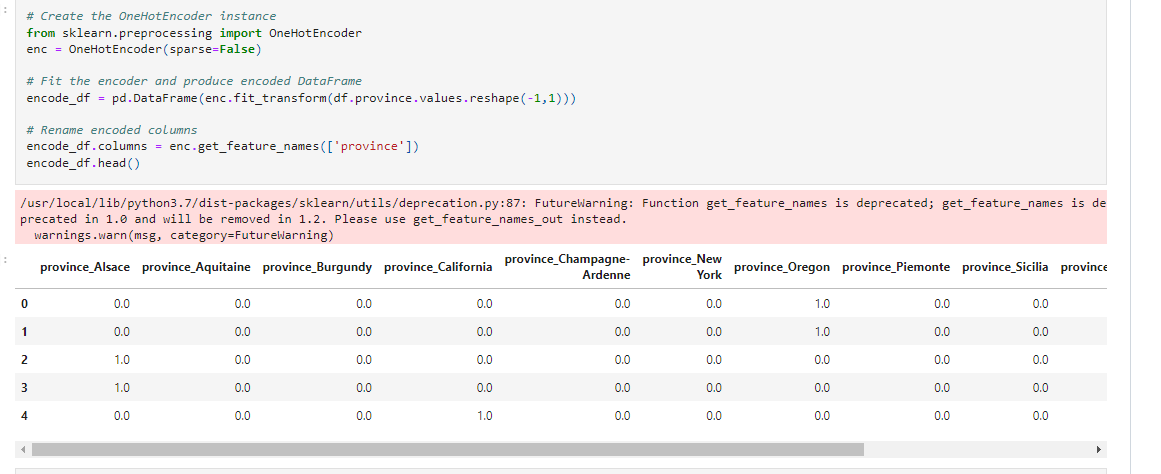 # Create the OneHotEncoder instance
from sklearn.preprocessing import OneHotEncoder
enc = OneHotEncoder(sparse=False)
# Fit the encoder and produce encoded DataFrame
encode_df = pd.DataFrame(enc.fit_transform(df.province.values.reshape(-1,1)))
# Rename encoded columns
encode_df.columns = enc.get_feature_names(['province'])
encode_df.head()
/usr/local/lib/python3.7/dist-packages/sklearn/utils/deprecation.py:87: FutureWarning: Function get_feature_names is deprecated; get_feature_names is de
precated in 1.0 and will be removed in 1.2. Please use get_feature_names_out instead.
warnings.warn(msg, category=FutureWarning)
province_Alsace province_Aquitaine province_Burgundy province_California province_Champagne-Ardenne province_New York province_Oregon province_Piemonte province_Sicilia province
0 0.0 0.0 0.0 0.0 0.0 0.0 1.0 0.0 0.0
1 0.0 0.0 0.0 0.0 0.0 0.0 1.0 0.0 0.0
2 1.0 0.0 0.0 0.0 0.0 0.0 0.0 0.0 0.0
3 1.0 0.0 0.0 0.0 0.0 0.0 0.0 0.0 0.0
4 0.0 0.0 0.0 1.0 0.0 0.0 0.0 0.0 0.0